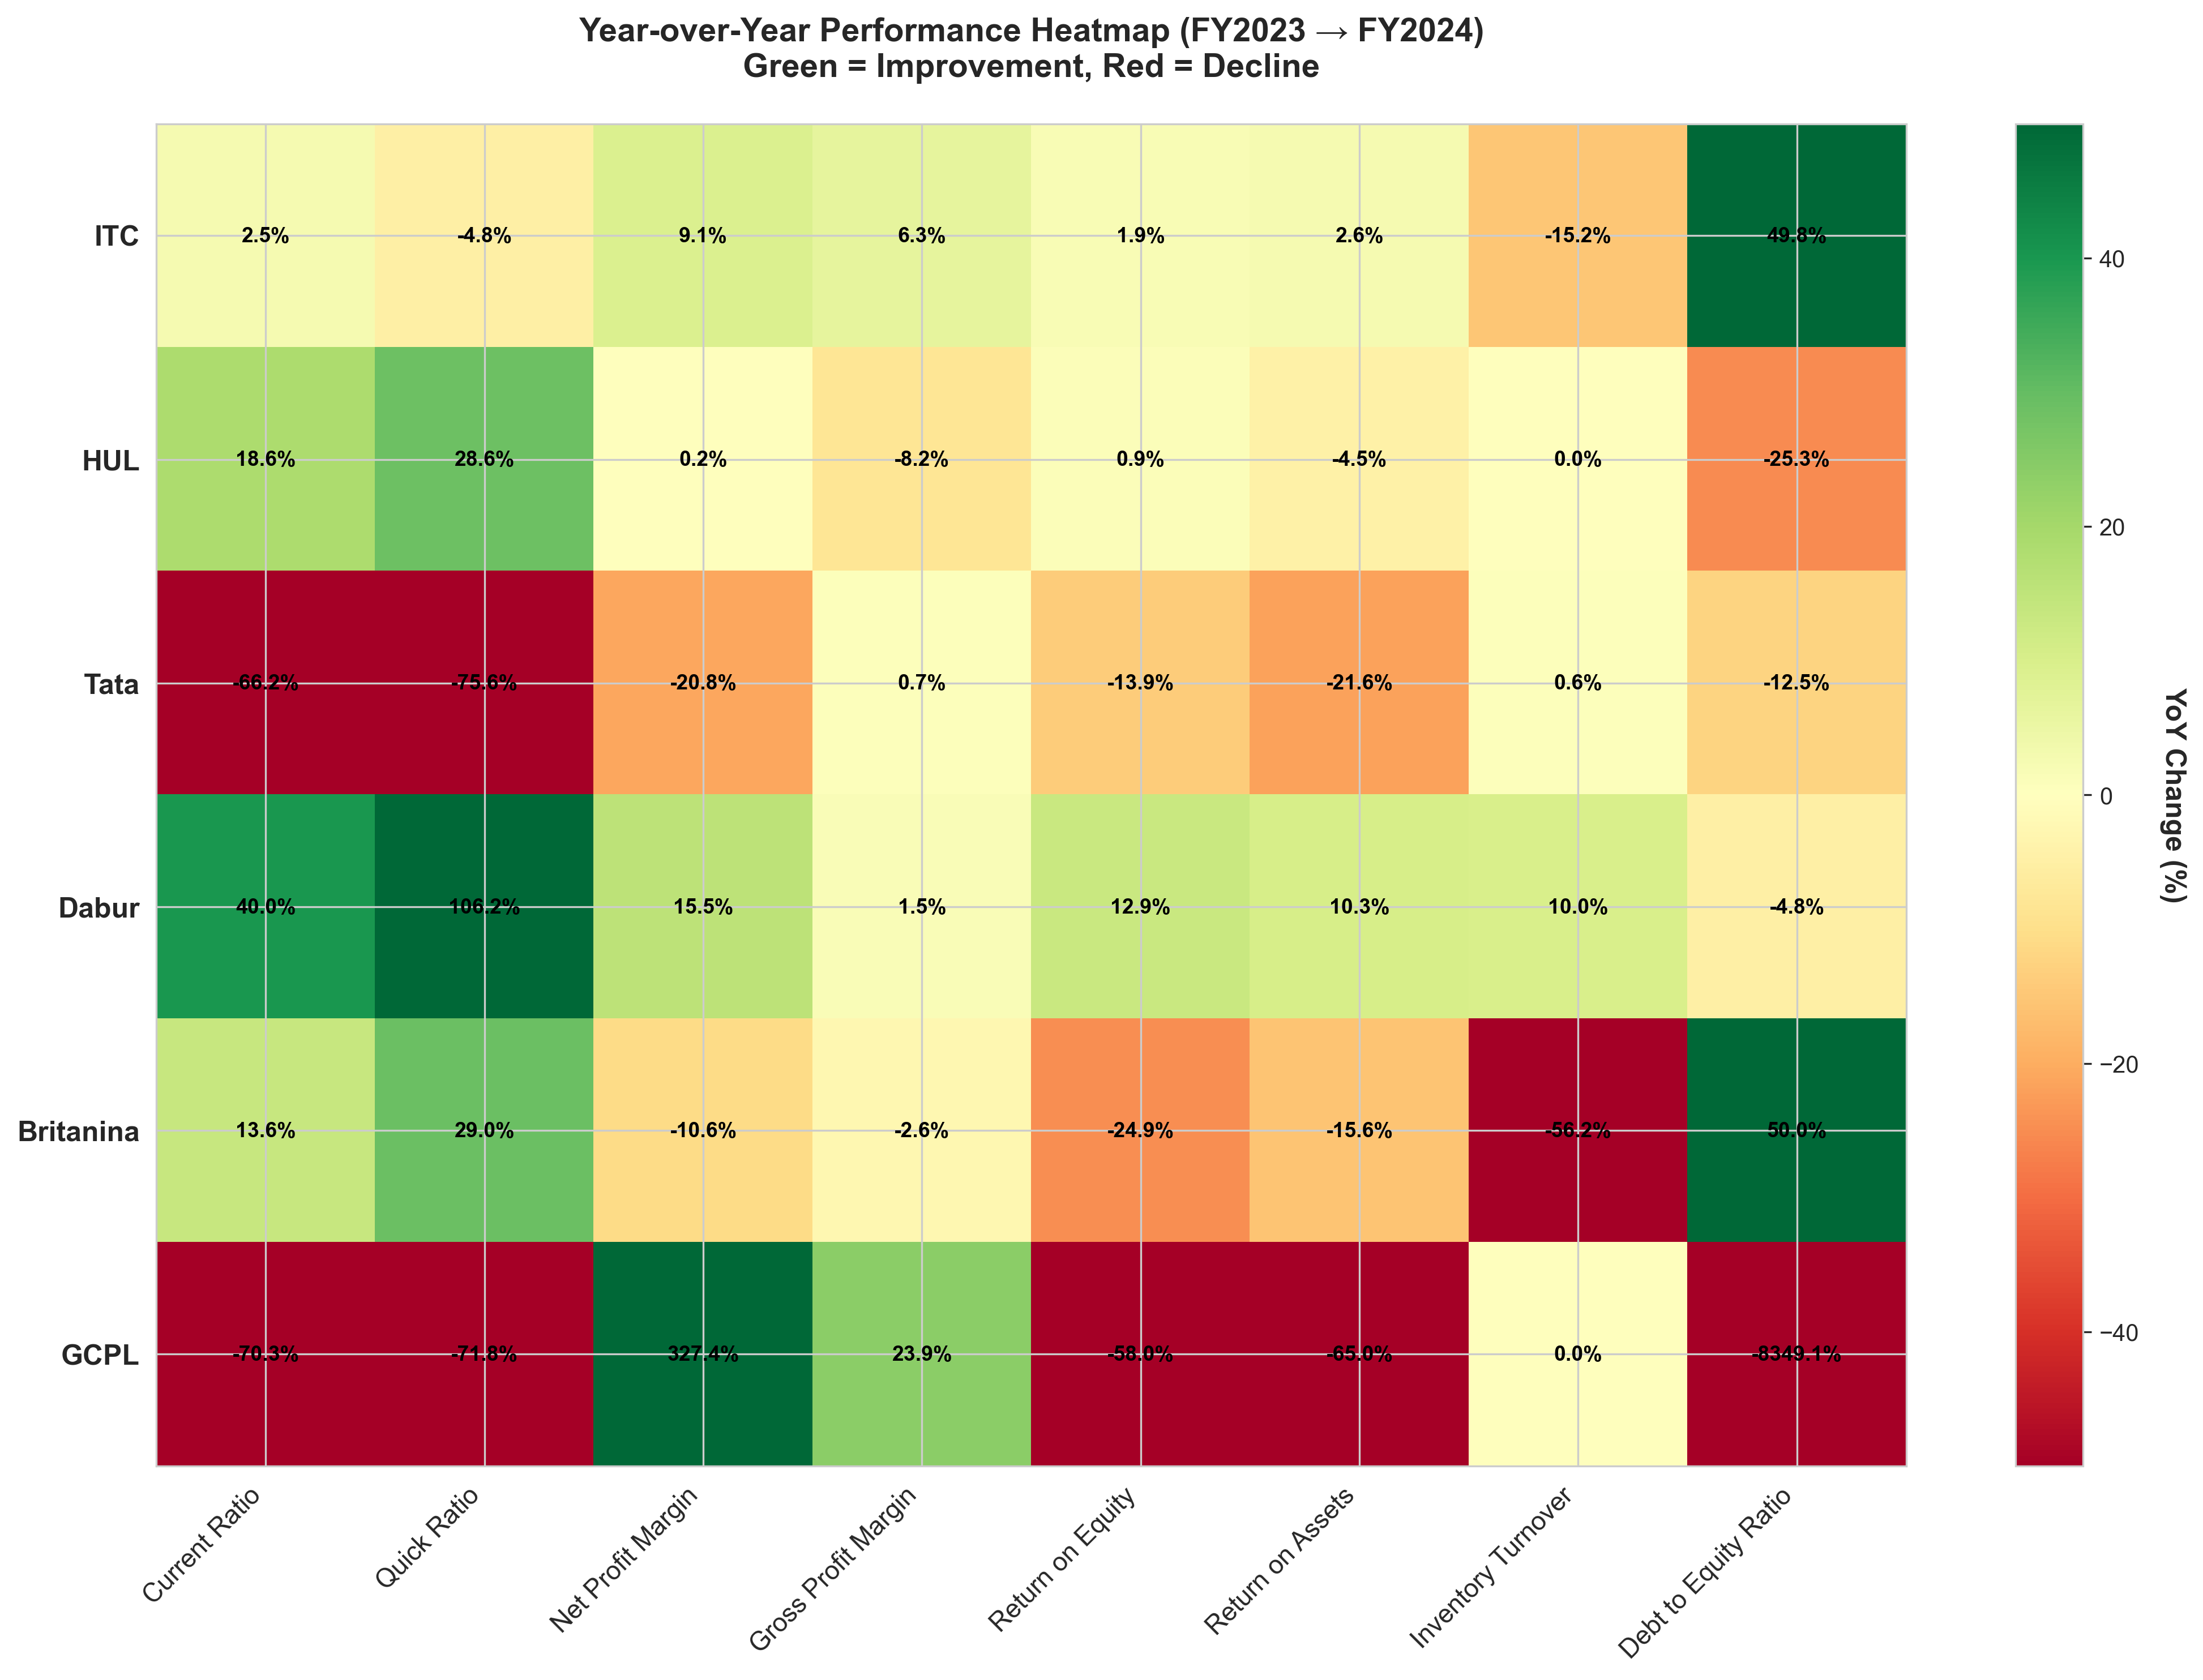 Year-over-Year Performance Heatmap (FY2023 → FY2024)
Green = Improvement, Red = Decline
ITC 2.5% -4.8% 9.1% 6.3% 1.9% 2.6% -15.2% 49.8%
HUL 18.6% 28.6% 0.2% -8.2% 0.9% -4.5% 0.0% -25.3%
Tata -66.2% -75.6% -20.8% 0.7% -13.9% -21.6% 0.6% -12.5%
Dabur 40.0% 106.2% 15.5% 1.5% 12.9% 10.3% 10.0% -4.8%
Britanina 13.6% 29.0% -10.6% -2.6% -24.9% -15.6% -56.2% 50.0%
GCPL -70.3% -71.8% 327.4% 23.9% -58.0% -65.0% 0.0% -8349.1%
Current Ratio
Quick Ratio
Net Profit Margin
Gross Profit Margin
Return on Equity
Return on Assets
Inventory Turnover
Debt to Equity Ratio
40
20
0
−20
−40
YoY Change (%)